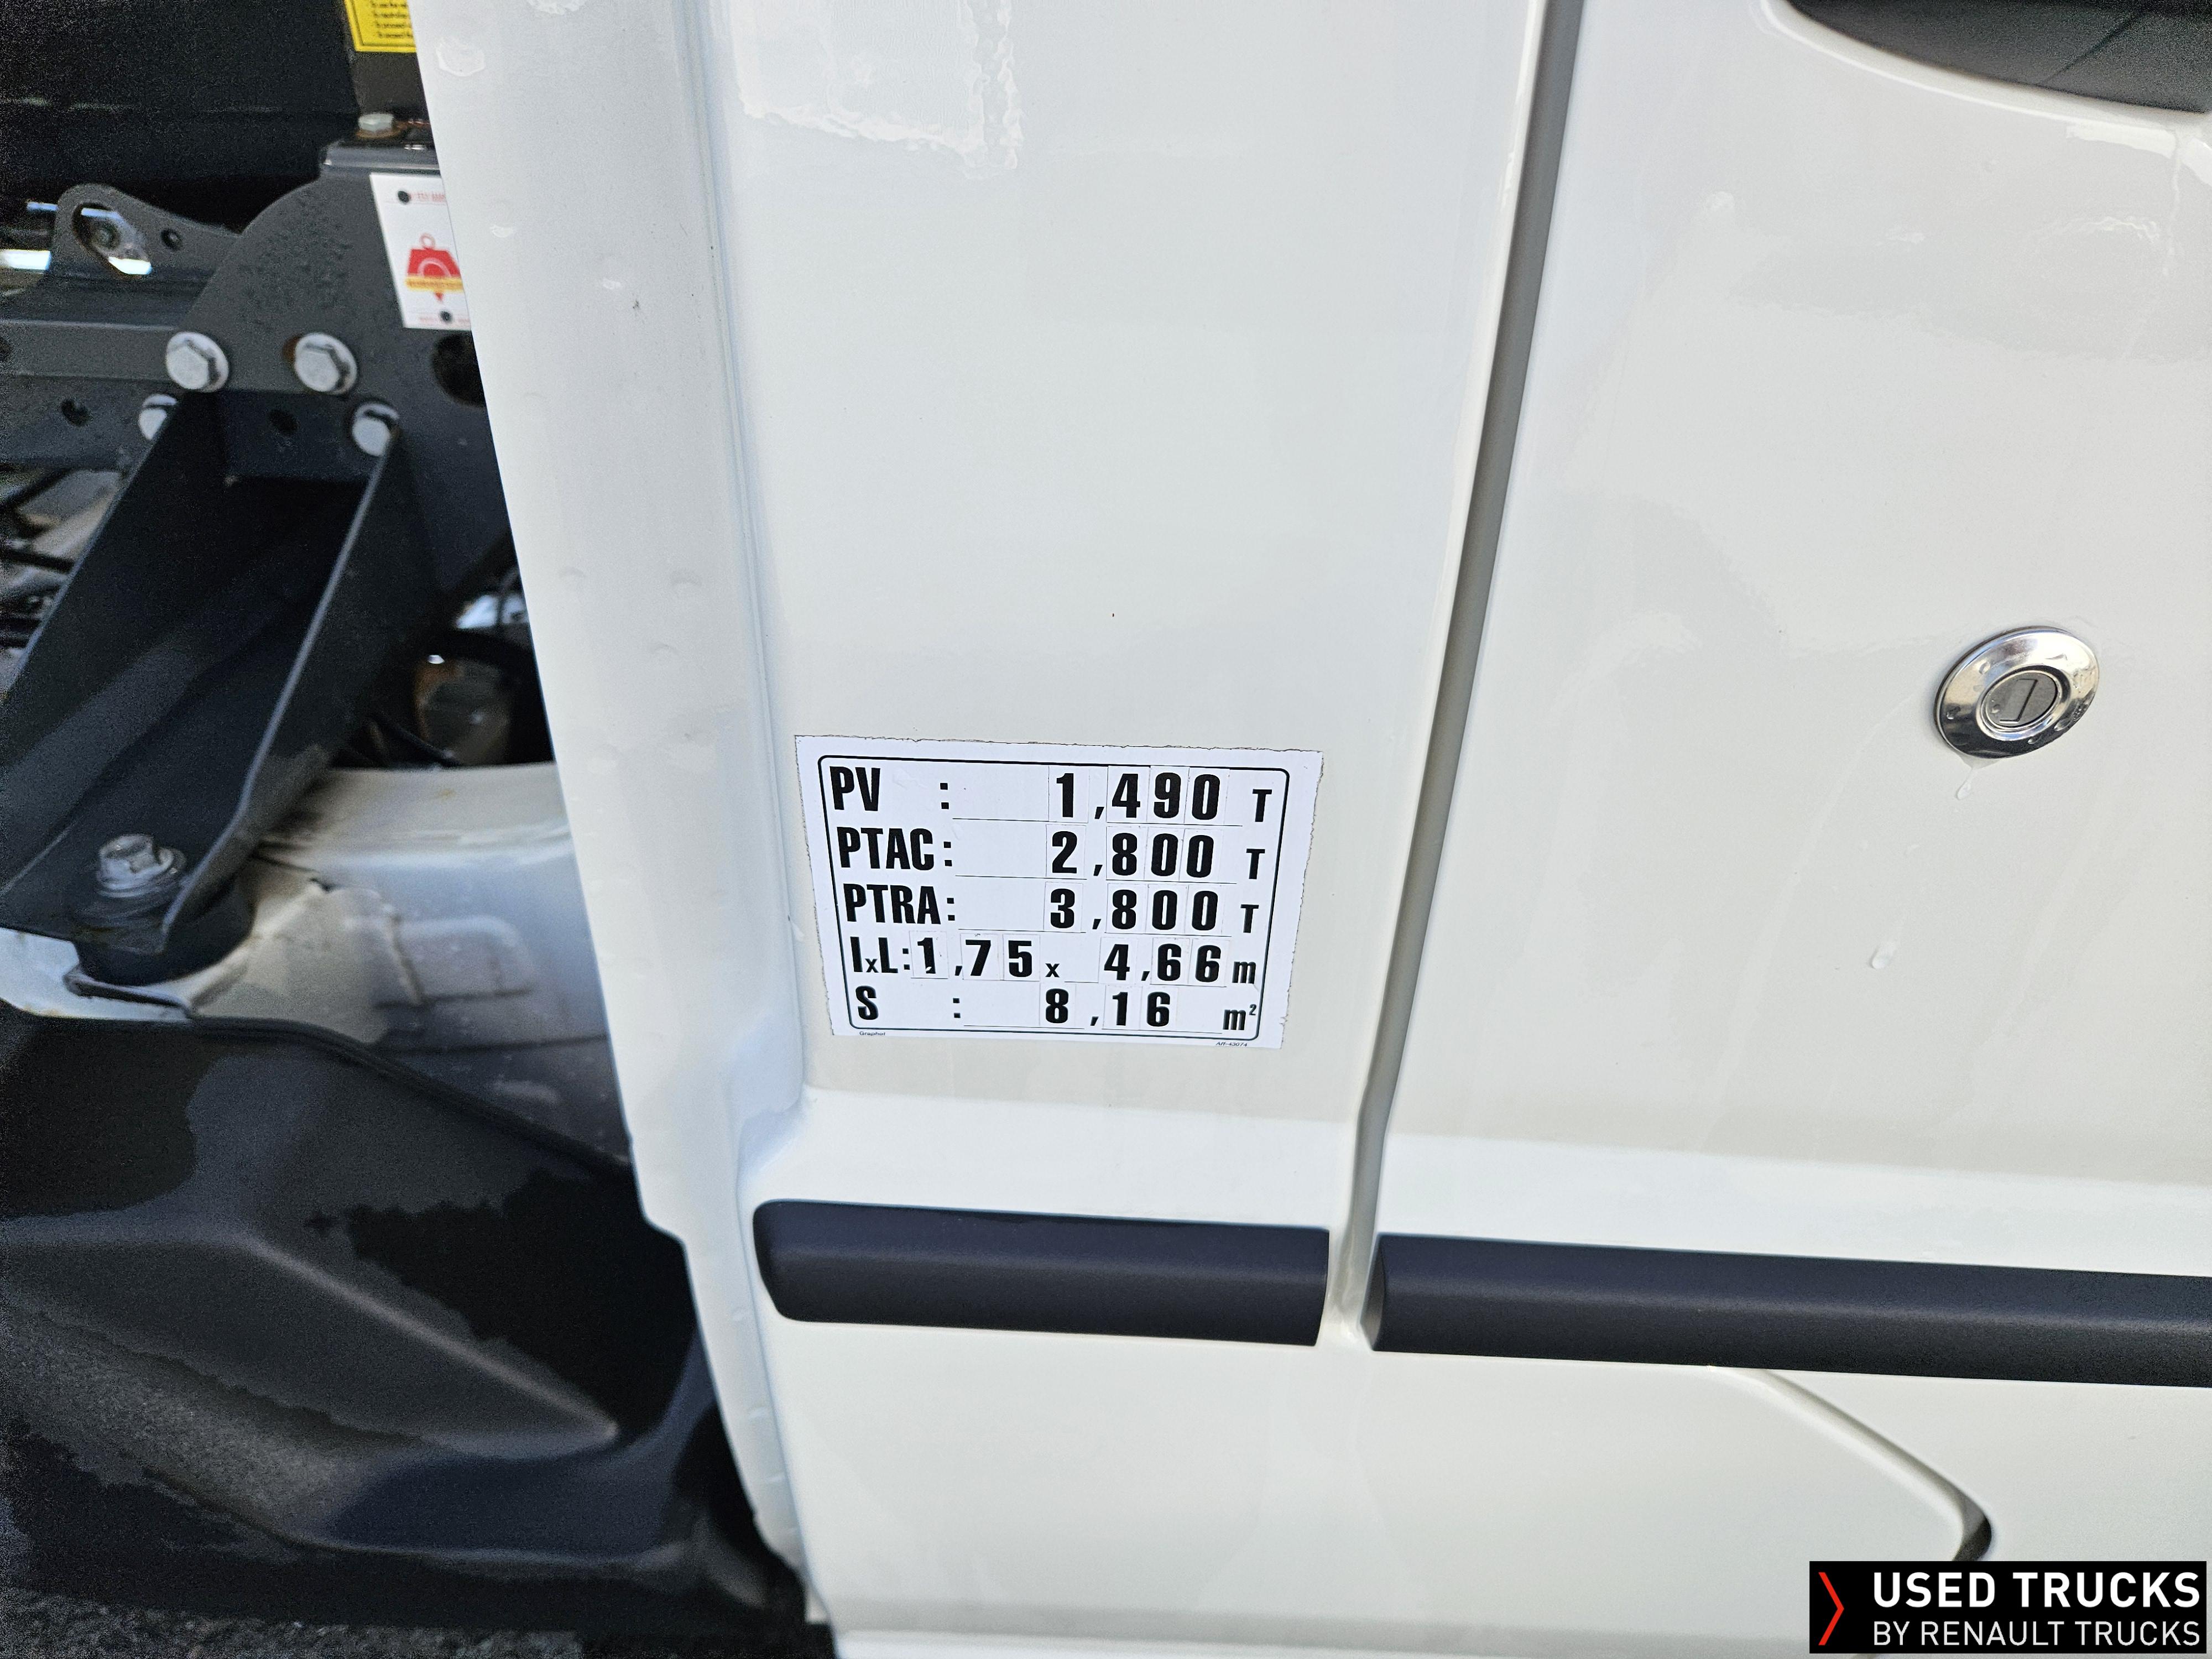 PV : 1,490 T
PTAC: 2,800 T
PTRA: 3,800 T
lxL:1,75 x 4,66 m
S : 8,16 m²
Graphot
USED TRUCKS
BY RENAULT TRUCKS